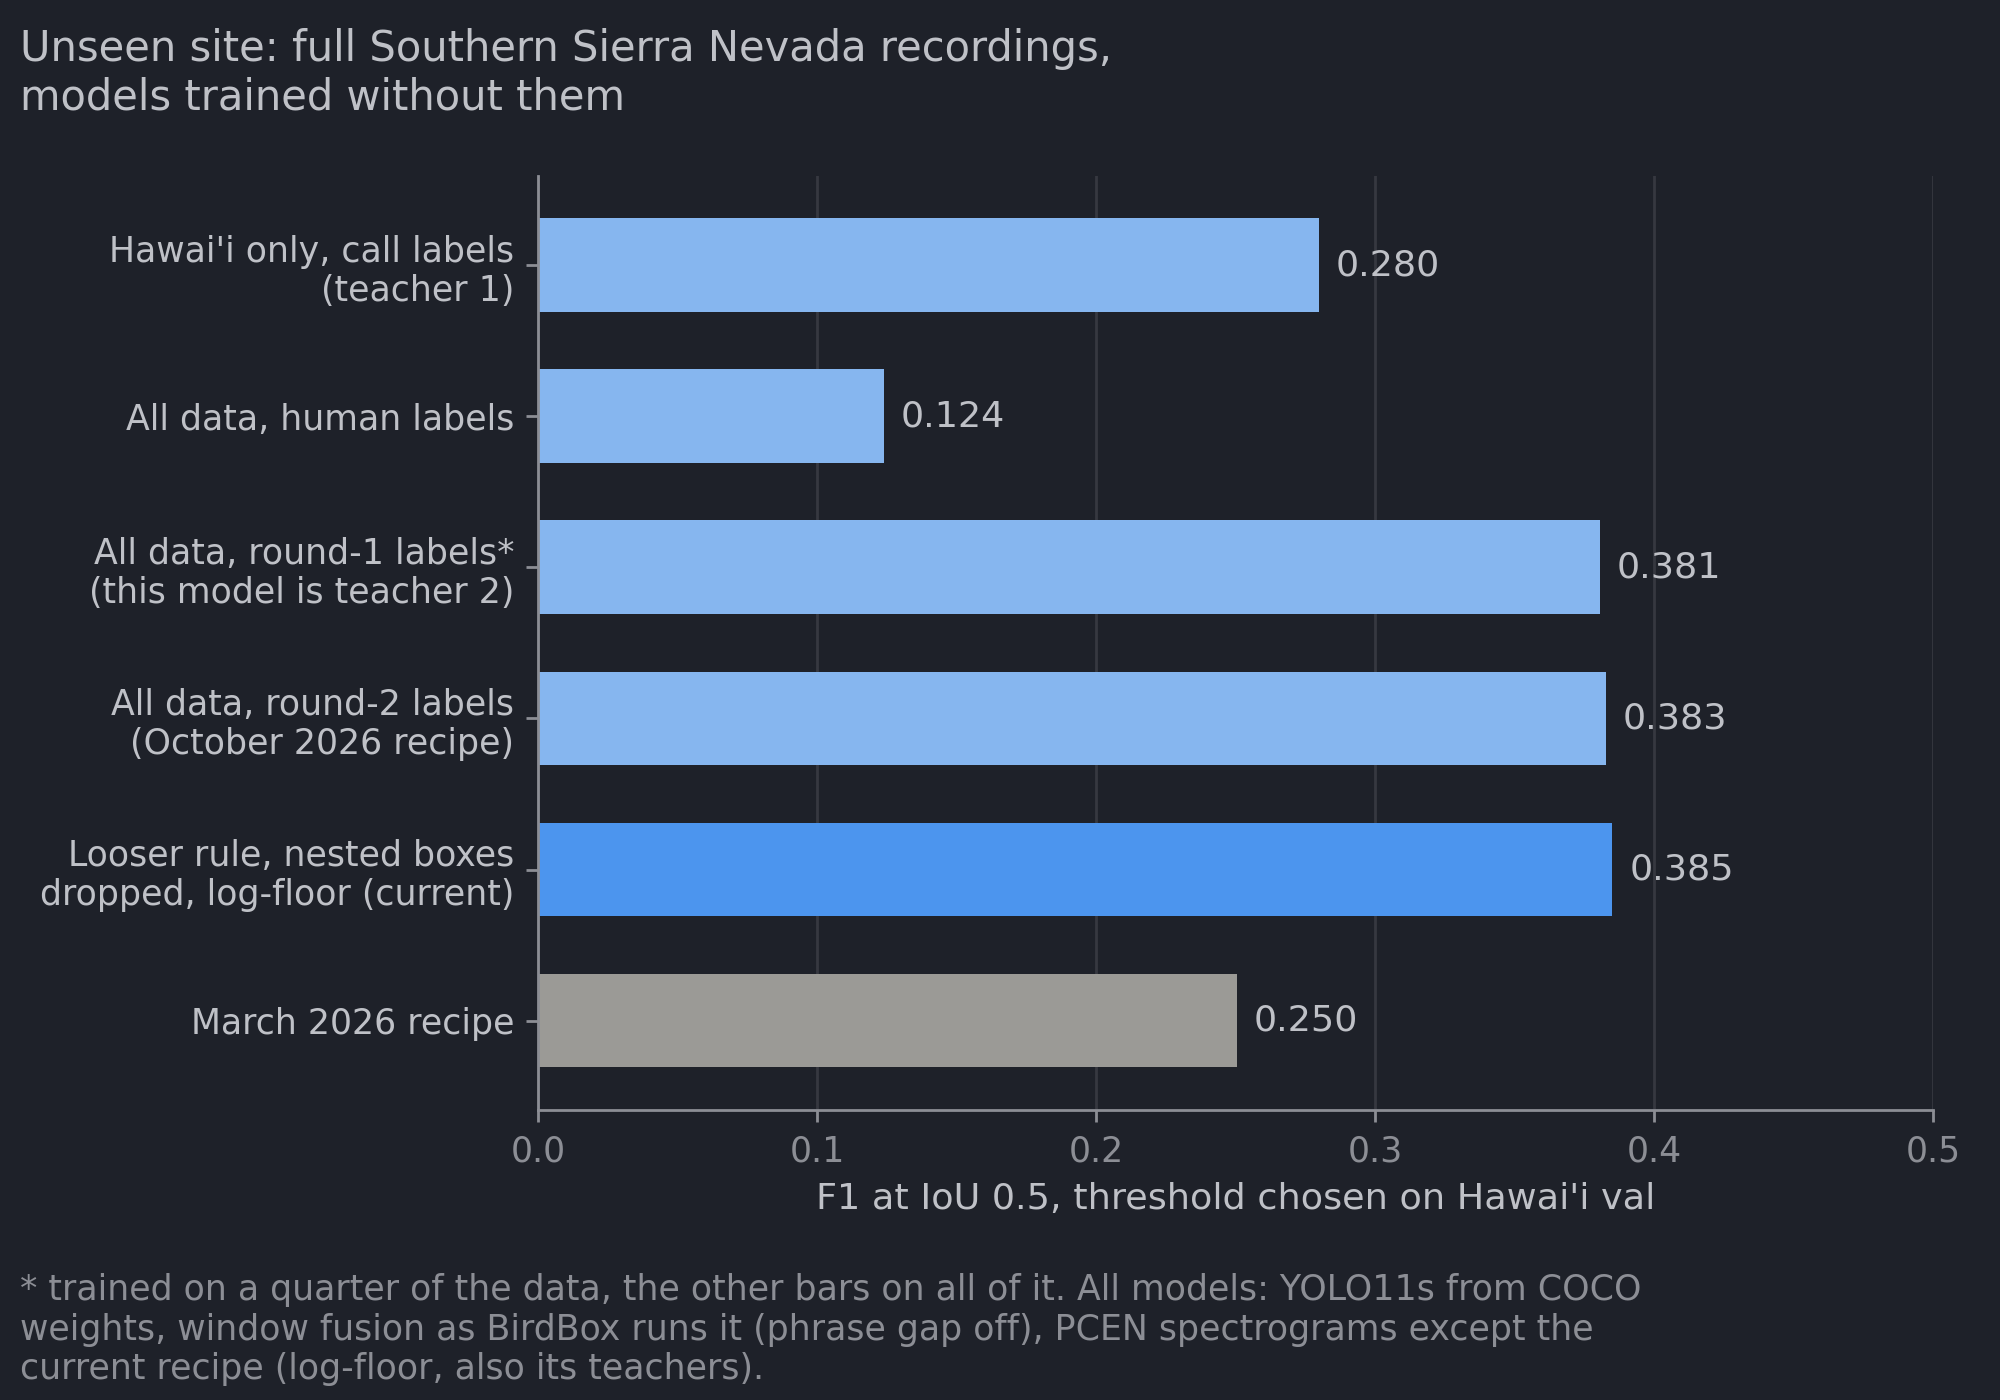 Unseen site: full Southern Sierra Nevada recordings,
models trained without them
Hawai'i only, call labels
(teacher 1)
0.280
All data, human labels
0.124
All data, round-1 labels*
(this model is teacher 2)
0.381
All data, round-2 labels
(October 2026 recipe)
0.383
Looser rule, nested boxes
dropped, log-floor (current)
0.385
March 2026 recipe
0.250
0.0 0.1 0.2 0.3 0.4 0.5
F1 at IoU 0.5, threshold chosen on Hawai'i val
* trained on a quarter of the data, the other bars on all of it. All models: YOLO11s from COCO
weights, window fusion as BirdBox runs it (phrase gap off), PCEN spectrograms except the
current recipe (log-floor, also its teachers).